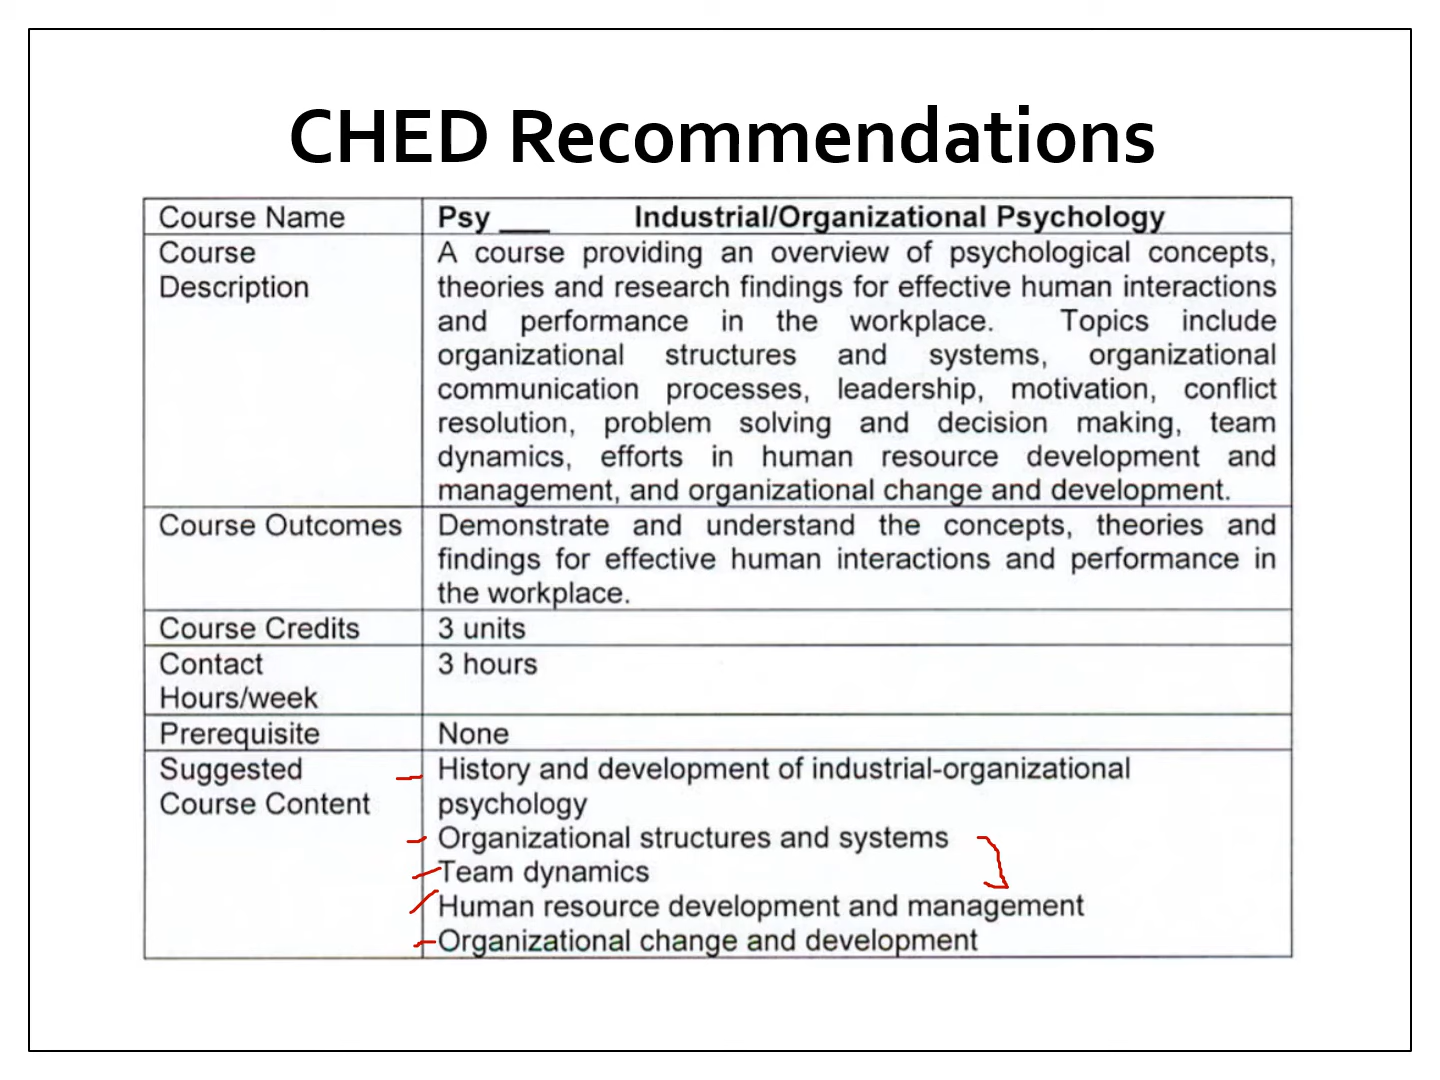 CHED Recommendations
Course Name
Psy ___ Industrial/Organizational Psychology
Course
Description
A course providing an overview of psychological concepts,
theories and research findings for effective human interactions
and performance in the workplace. Topics include
organizational structures and systems, organizational
communication processes, leadership, motivation, conflict
resolution, problem solving and decision making, team
dynamics, efforts in human resource development and
management, and organizational change and development.
Course Outcomes
Demonstrate and understand the concepts, theories and
findings for effective human interactions and performance in
the workplace.
Course Credits
3 units
Contact
Hours/week
3 hours
Prerequisite
None
Suggested
Course Content
History and development of industrial-organizational
psychology
Organizational structures and systems
Team dynamics
Human resource development and management
Organizational change and development